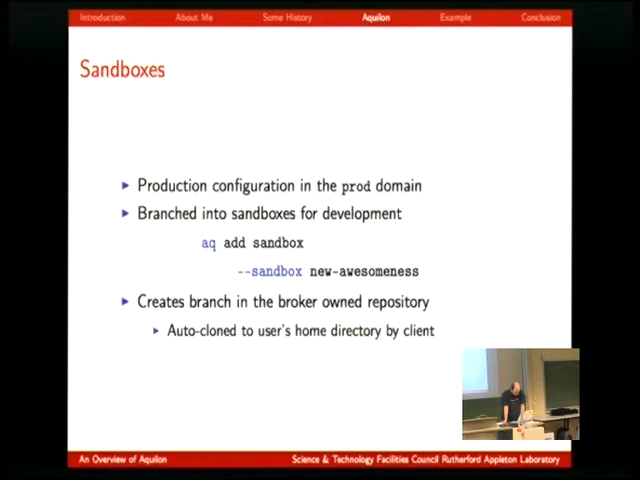 Introduction About Me Some History Aquilon Example Conclusion
Sandboxes
Production configuration in the prod domain
Branched into sandboxes for development
aq add sandbox
--sandbox new-awesomeness
Creates branch in the broker owned repository
Auto-cloned to user's home directory by client
An Overview of Aquilon Science & Technology Facilities Council Rutherford Appleton Laboratory